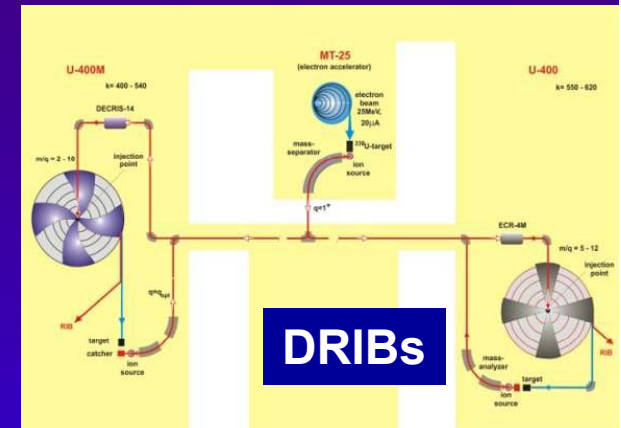 U-400M
k= 400 - 540
DECRIS-14
m/q = 2 - 10
injection
point
q=q opt
RIB
target
catcher
ion
source
MT-25
(electron accelerator)
electron
beam
25MeV,
20µA
mass-
separator
238U-target
ion
source
q=1+
DRIBs
U-400
k= 550 - 620
ECR-4M
m/q = 5 - 12
injection
point
RIB
mass-
analyzer
target
ion
source